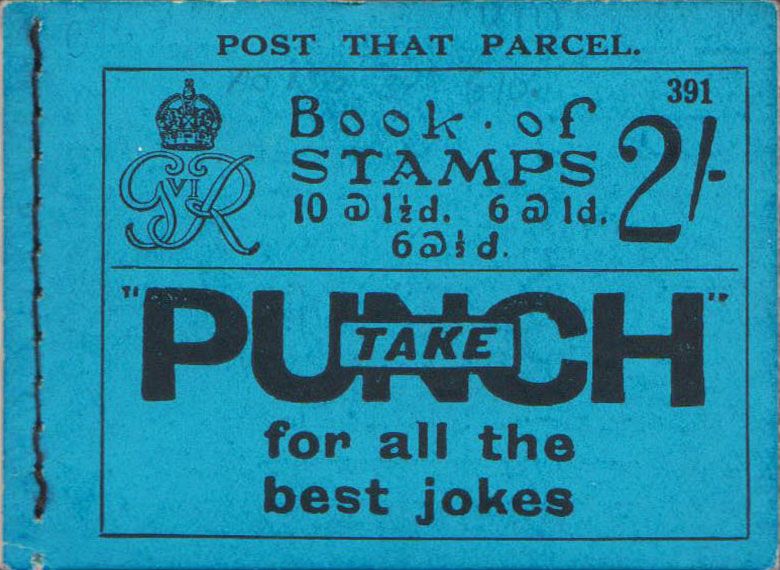 POST THAT PARCEL.
391
GVIR
Book · of
STAMPS
2/-
10 @ 1½d. 6 @ 1d.
6 @ ½d.
"PUNCH"
TAKE
for all the
best jokes